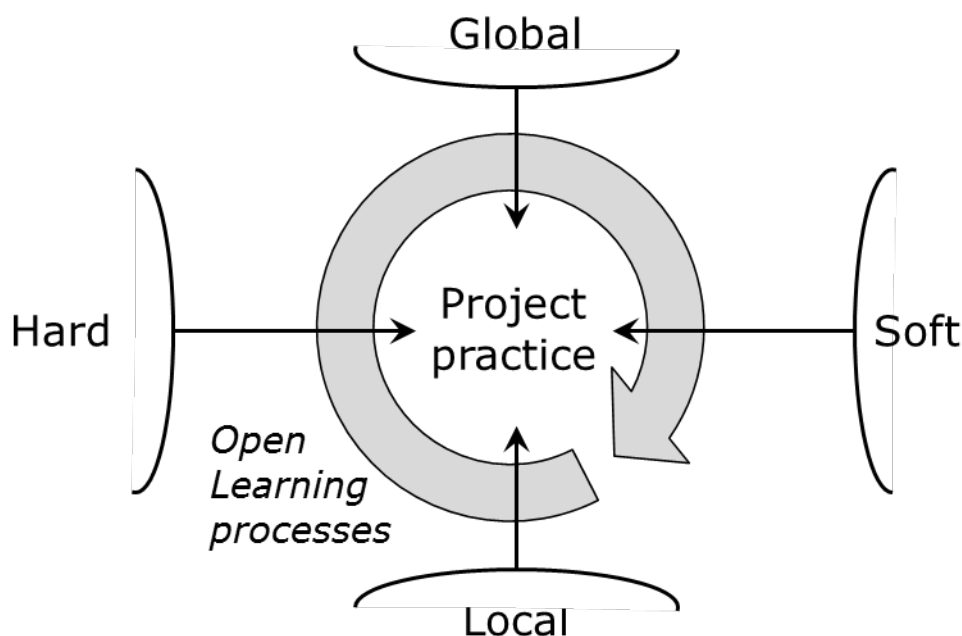 Global
Hard
Project
practice
Soft
Open
Learning
processes
Local